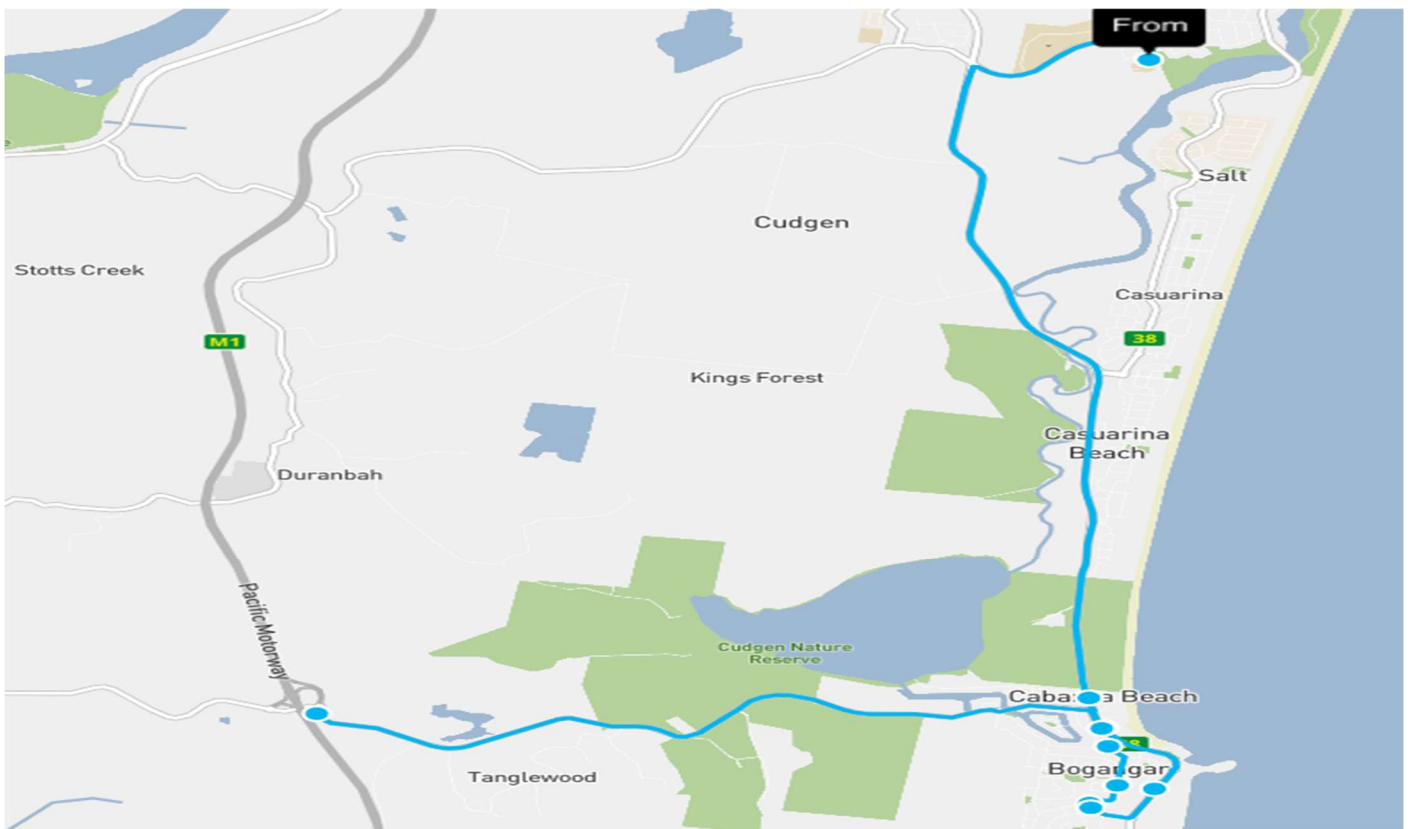 From
Salt
Cudgen
Stotts Creek
Casuarina
M1
38
Kings Forest
Casuarina
Beach
Duranbah
Pacific Motorway
Cudgen Nature
Reserve
Beach
Bogangar
Tanglewood